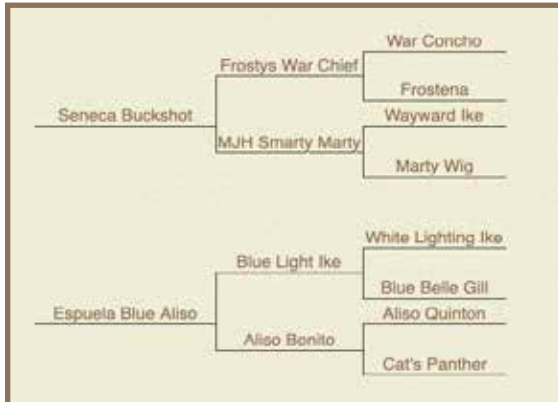 War Concho
Frostys War Chief
Frostena
Seneca Buckshot
Wayward Ike
MJH Smarty Marty
Marty Wig
White Lighting Ike
Blue Light Ike
Blue Belle Gill
Espuela Blue Aliso
Aliso Quinton
Aliso Bonito
Cat's Panther